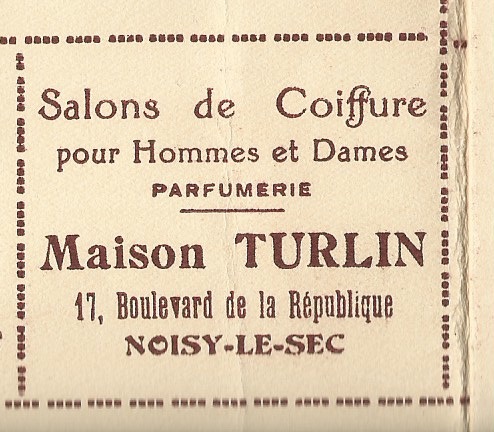 Salons de Coiffure
pour Hommes et Dames
PARFUMERIE
Maison TURLIN
17, Boulevard de la République
NOISY-LE-SEC